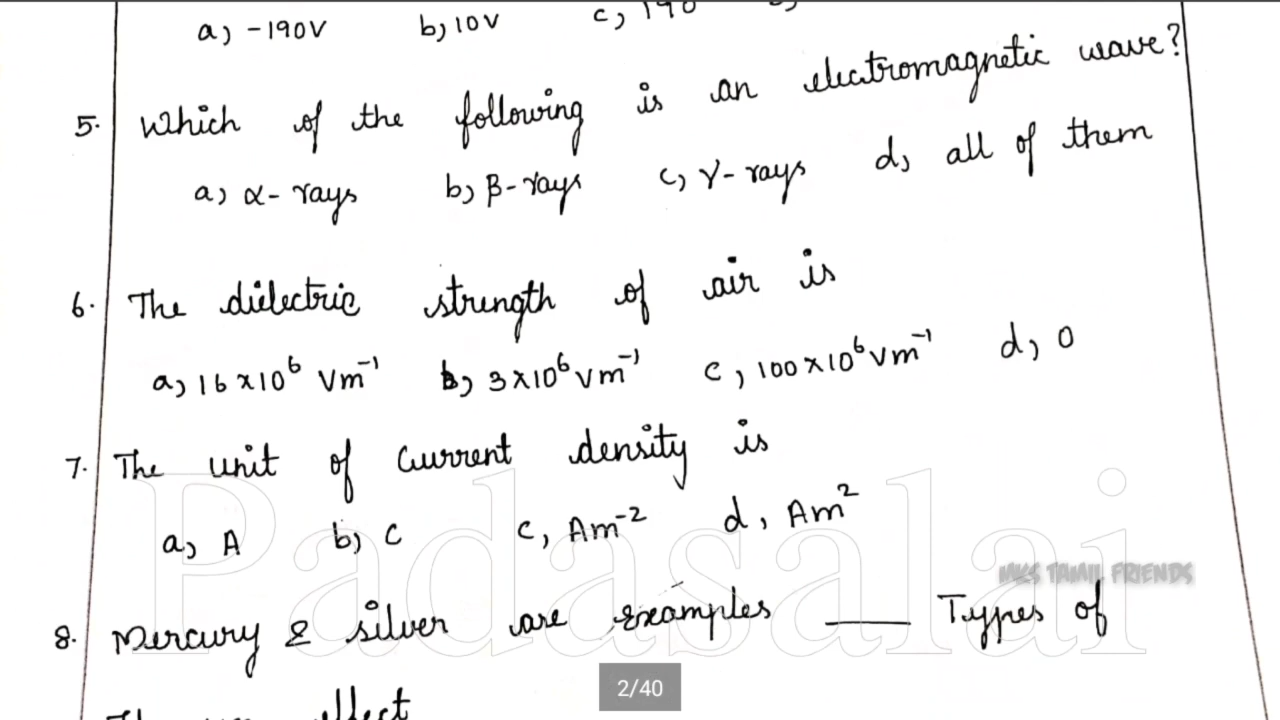 a, -190V b, 10V c, 190
5. Which of the following is an electromagnetic wave?
a, α- rays b, β- rays c, γ- rays d, all of them
6. The dielectric strength of air is
a, 16×10⁶ Vm⁻¹ b, 3×10⁶ Vm⁻¹ c, 100×10⁶ Vm⁻¹ d, 0
7. The unit of Current density is
a, A b, C c, Am⁻² d, Am²
Padasalai
MKS TAMIL FRIENDS
8. Mercury & silver are examples ____ Types of
2/40
effect